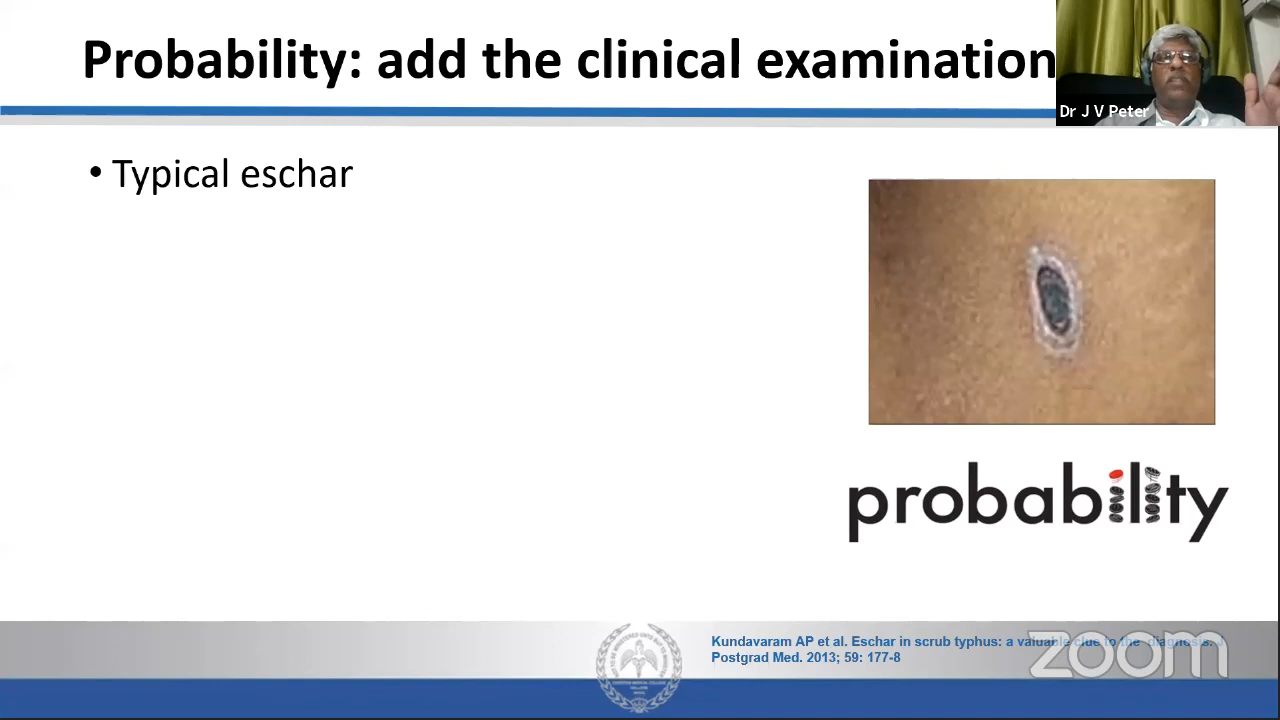 Probability: add the clinical examination
Dr J V Peter
• Typical eschar
probability
Kundavaram AP et al. Eschar in scrub typhus: a valuable clue to the diagnosis. J
Postgrad Med. 2013; 59: 177-8
zoom